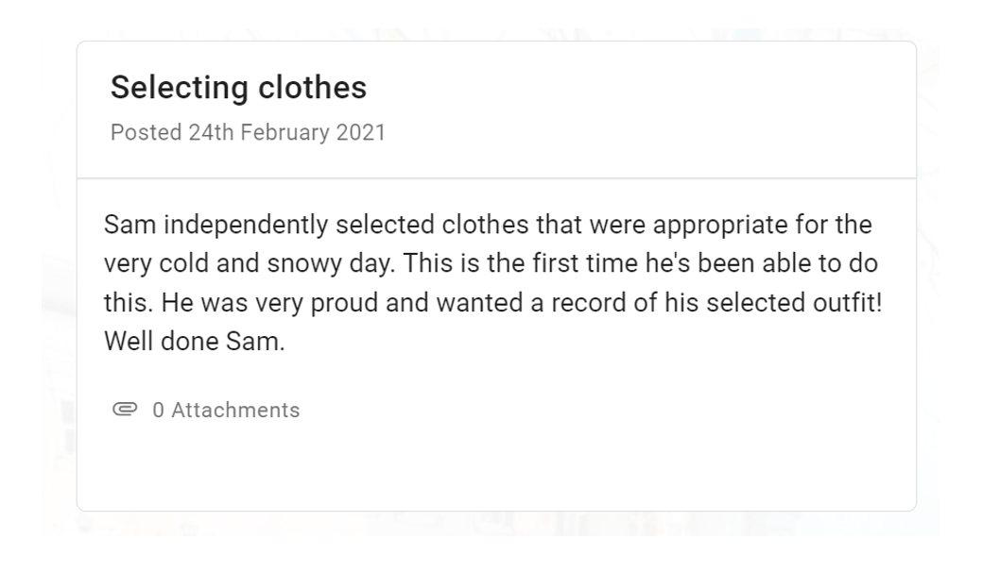 Selecting clothes
Posted 24th February 2021
Sam independently selected clothes that were appropriate for the
very cold and snowy day. This is the first time he's been able to do
this. He was very proud and wanted a record of his selected outfit!
Well done Sam.
0 Attachments